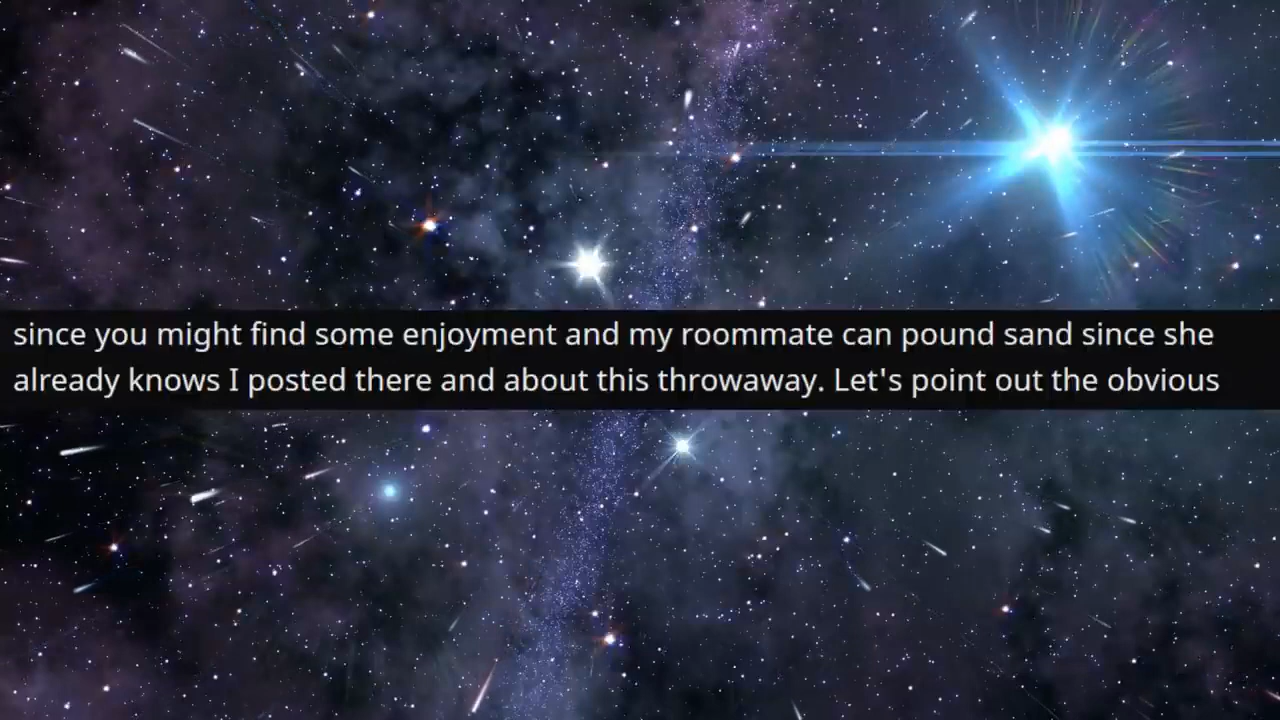 since you might find some enjoyment and my roommate can pound sand since she
already knows I posted there and about this throwaway. Let's point out the obvious